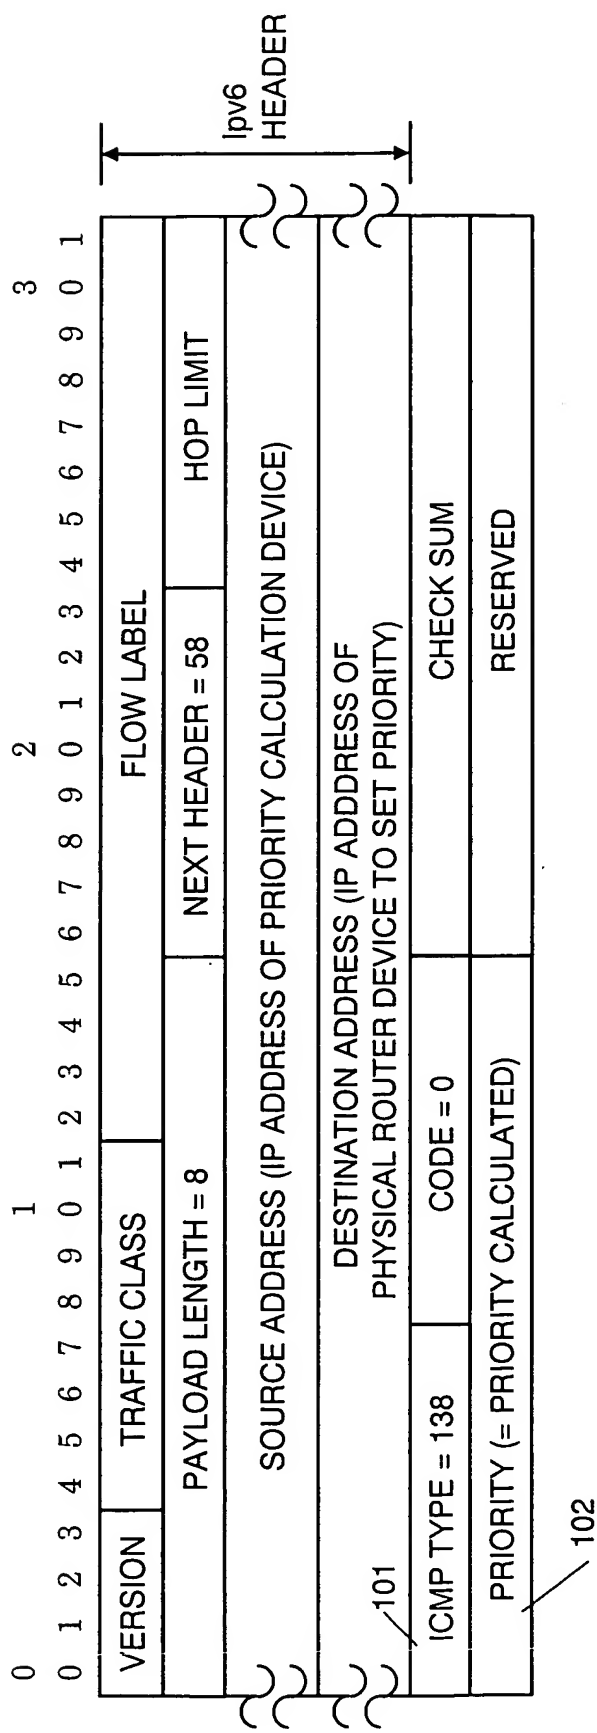 0 1 2 3
0 1 2 3 4 5 6 7 8 9 0 1 2 3 4 5 6 7 8 9 0 1 2 3 4 5 6 7 8 9 0 1
VERSION TRAFFIC CLASS FLOW LABEL
PAYLOAD LENGTH = 8 NEXT HEADER = 58 HOP LIMIT
SOURCE ADDRESS (IP ADDRESS OF PRIORITY CALCULATION DEVICE)
DESTINATION ADDRESS (IP ADDDRESS OF
PHYSICAL ROUTER DEVICE TO SET PRIORITY)
Ipv6
HEADER
101
ICMP TYPE = 138 CODE = 0 CHECK SUM
PRIORITY (= PRIORITY CALCULATED) RESERVED
102